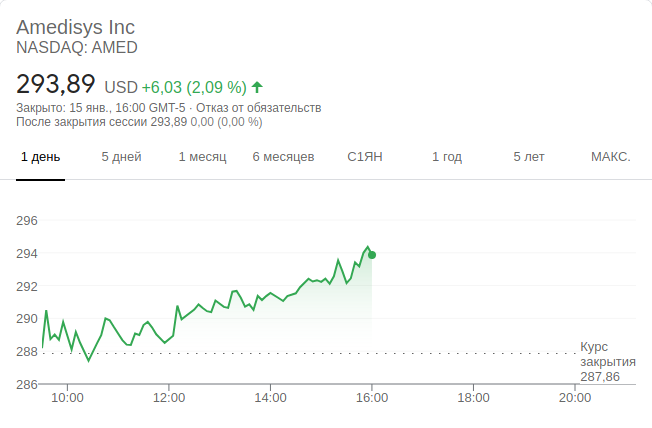 Amedisys Inc
NASDAQ: AMED
293,89 USD +6,03 (2,09 %)
Закрыто: 15 янв., 16:00 GMT-5 · Отказ от обязательств
После закрытия сессии 293,89 0,00 (0,00 %)
1 день 5 дней 1 месяц 6 месяцев С1ЯН 1 год 5 лет МАКС.
296
294
292
290
288
286
Курс
закрытия
287,86
10:00 12:00 14:00 16:00 18:00 20:00